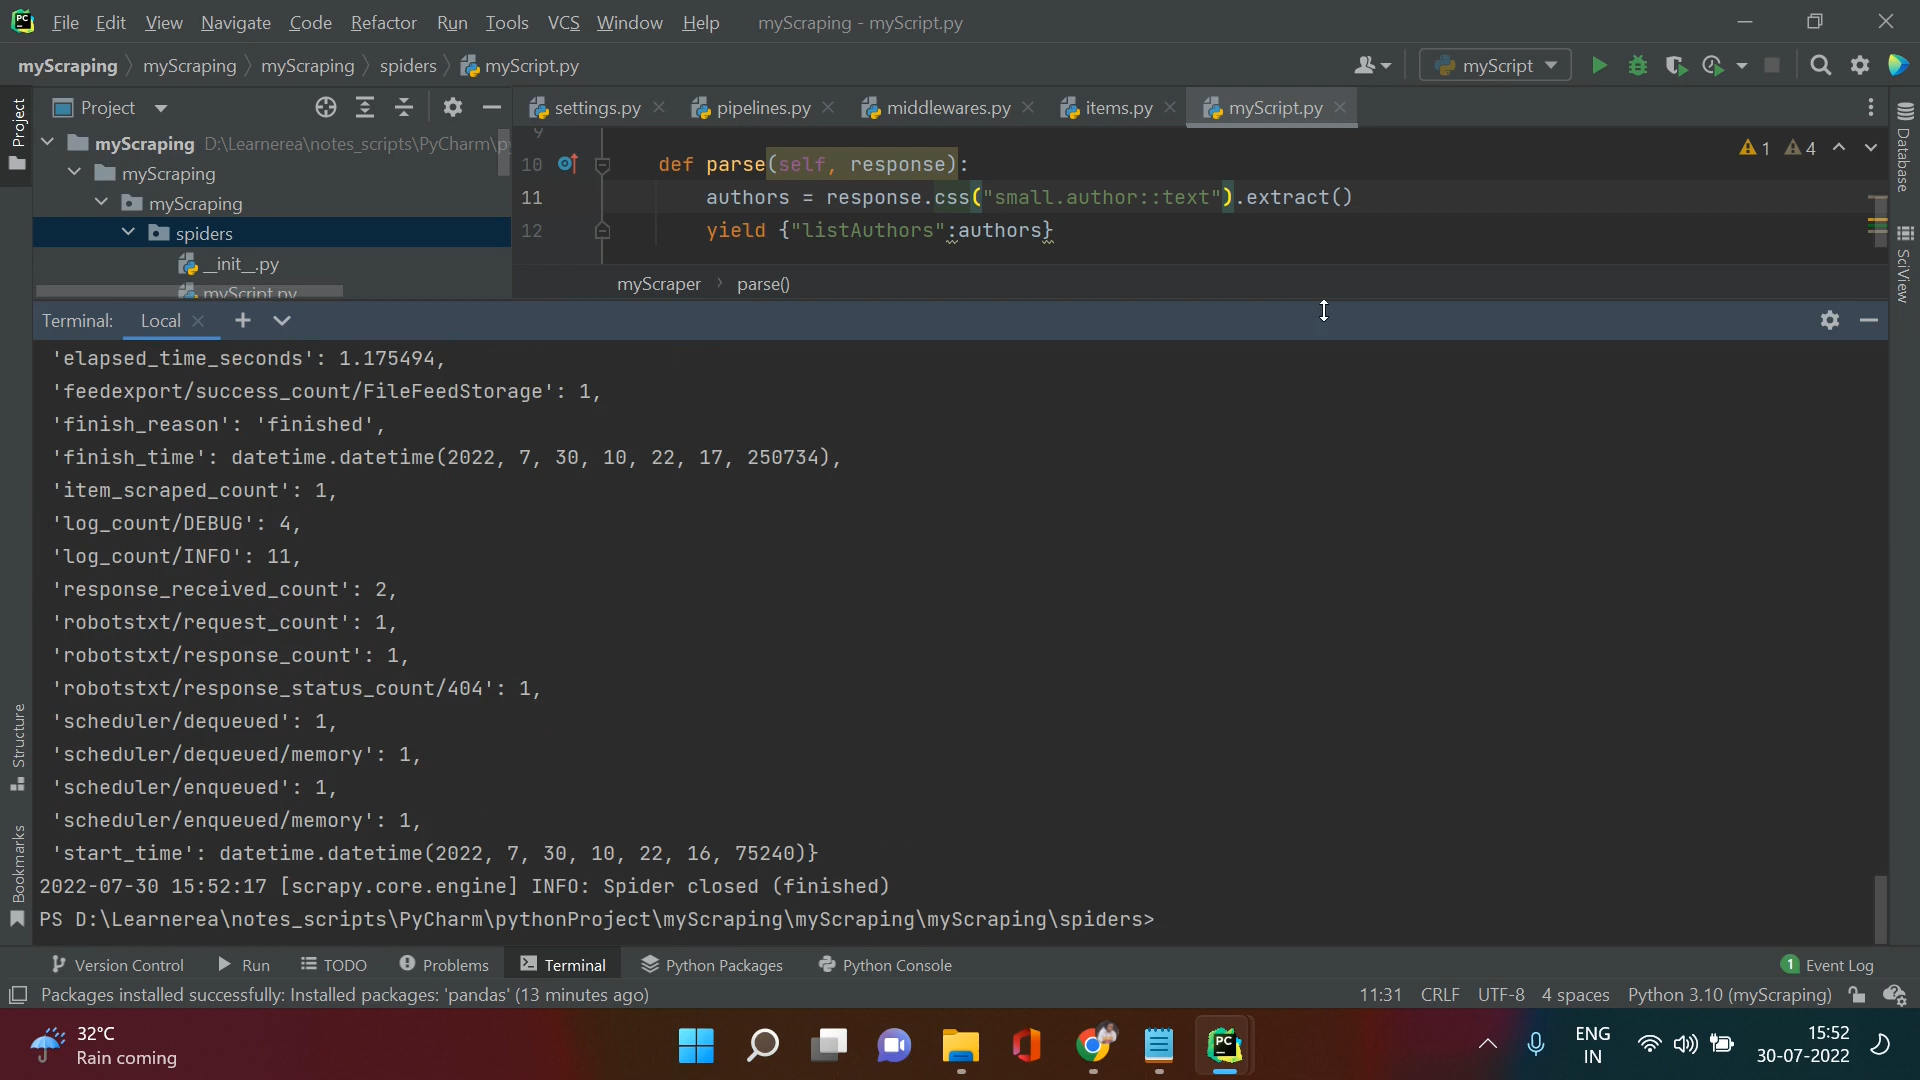 PC File Edit View Navigate Code Refactor Run Tools VCS Window Help myScraping - myScript.py
myScraping myScraping myScraping spiders myScript.py myScript
Project
settings.py pipelines.py middlewares.py items.py myScript.py
myScraping D:\Learnerea\notes_scripts\PyCharm\p
myScraping
myScraping
spiders
__init__.py
myScript.py
9
10 def parse(self, response):
11 authors = response.css("small.author::text").extract()
12 yield {"listAuthors":authors}
1 4
myScraper parse()
Project
Structure
Bookmarks
Database
SciView
Terminal: Local
'elapsed_time_seconds': 1.175494,
'feedexport/success_count/FileFeedStorage': 1,
'finish_reason': 'finished',
'finish_time': datetime.datetime(2022, 7, 30, 10, 22, 17, 250734),
'item_scraped_count': 1,
'log_count/DEBUG': 4,
'log_count/INFO': 11,
'response_received_count': 2,
'robotstxt/request_count': 1,
'robotstxt/response_count': 1,
'robotstxt/response_status_count/404': 1,
'scheduler/dequeued': 1,
'scheduler/dequeued/memory': 1,
'scheduler/enqueued': 1,
'scheduler/enqueued/memory': 1,
'start_time': datetime.datetime(2022, 7, 30, 10, 22, 16, 75240)}
2022-07-30 15:52:17 [scrapy.core.engine] INFO: Spider closed (finished)
PS D:\Learnerea\notes_scripts\PyCharm\pythonProject\myScraping\myScraping\myScraping\spiders>
Version Control Run TODO Problems Terminal Python Packages Python Console 1 Event Log
Packages installed successfully: Installed packages: 'pandas' (13 minutes ago) 11:31 CRLF UTF-8 4 spaces Python 3.10 (myScraping)
32°C
Rain coming
PC
ENG
IN
15:52
30-07-2022